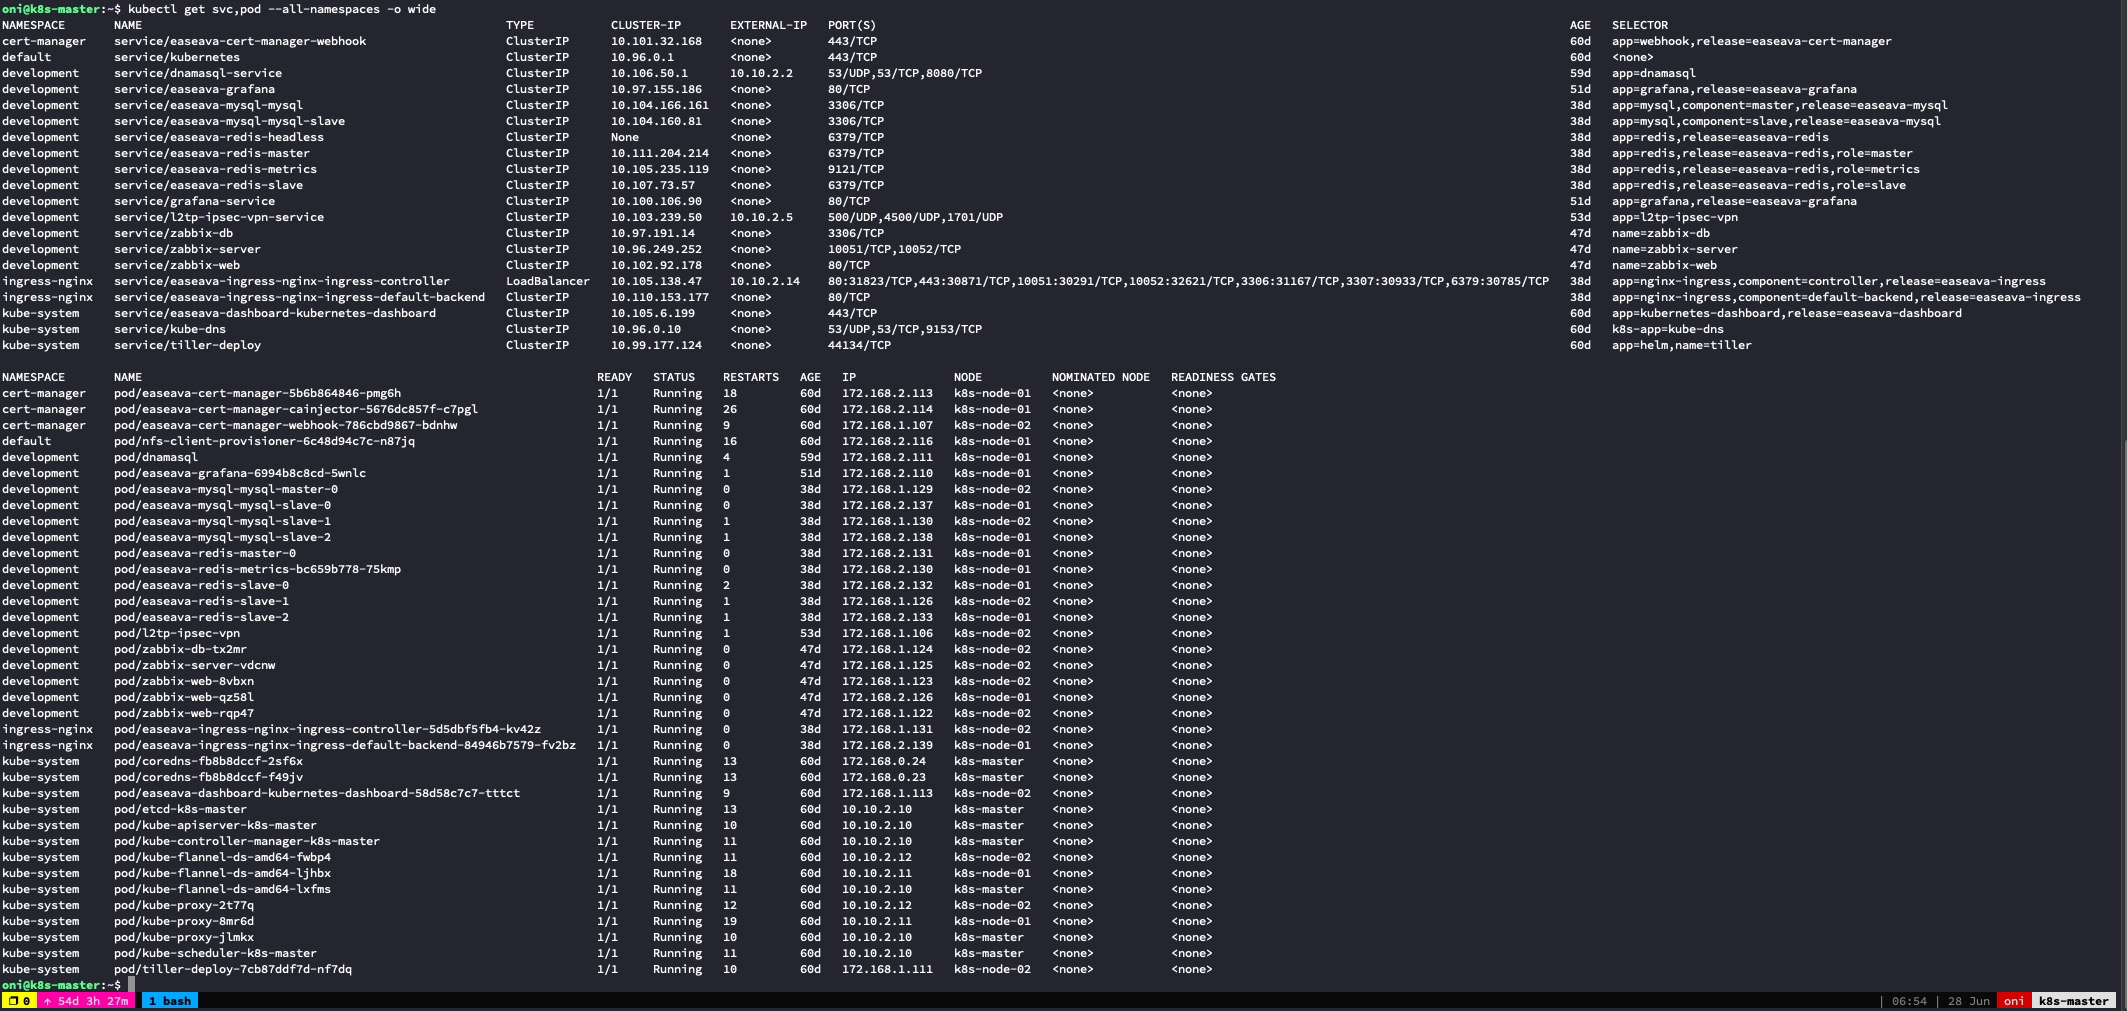 oni@k8s-master:~$ kubectl get svc,pod --all-namespaces -o wide
NAMESPACE NAME TYPE CLUSTER-IP EXTERNAL-IP PORT(S) AGE SELECTOR
cert-manager service/easeava-cert-manager-webhook ClusterIP 10.101.32.168 <none> 443/TCP 60d app=webhook,release=easeava-cert-manager
default service/kubernetes ClusterIP 10.96.0.1 <none> 443/TCP 60d <none>
development service/dnamasql-service ClusterIP 10.106.50.1 10.10.2.2 53/UDP,53/TCP,8080/TCP 59d app=dnamasql
development service/easeava-grafana ClusterIP 10.97.155.186 <none> 80/TCP 51d app=grafana,release=easeava-grafana
development service/easeava-mysql-mysql ClusterIP 10.104.166.161 <none> 3306/TCP 38d app=mysql,component=master,release=easeava-mysql
development service/easeava-mysql-mysql-slave ClusterIP 10.104.160.81 <none> 3306/TCP 38d app=mysql,component=slave,release=easeava-mysql
development service/easeava-redis-headless ClusterIP None <none> 6379/TCP 38d app=redis,release=easeava-redis
development service/easeava-redis-master ClusterIP 10.111.204.214 <none> 6379/TCP 38d app=redis,release=easeava-redis,role=master
development service/easeava-redis-metrics ClusterIP 10.105.235.119 <none> 9121/TCP 38d app=redis,release=easeava-redis,role=metrics
development service/easeava-redis-slave ClusterIP 10.107.73.57 <none> 6379/TCP 38d app=redis,release=easeava-redis,role=slave
development service/grafana-service ClusterIP 10.100.106.90 <none> 80/TCP 51d app=grafana,release=easeava-grafana
development service/l2tp-ipsec-vpn-service ClusterIP 10.103.239.50 10.10.2.5 500/UDP,4500/UDP,1701/UDP 53d app=l2tp-ipsec-vpn
development service/zabbix-db ClusterIP 10.97.191.14 <none> 3306/TCP 47d name=zabbix-db
development service/zabbix-server ClusterIP 10.96.249.252 <none> 10051/TCP,10052/TCP 47d name=zabbix-server
development service/zabbix-web ClusterIP 10.102.92.178 <none> 80/TCP 47d name=zabbix-web
ingress-nginx service/easeava-ingress-nginx-ingress-controller LoadBalancer 10.105.138.47 10.10.2.14 80:31823/TCP,443:30871/TCP,10051:30291/TCP,10052:32621/TCP,3306:31167/TCP,3307:30933/TCP,6379:30785/TCP 38d app=nginx-ingress,component=controller,release=easeava-ingress
ingress-nginx service/easeava-ingress-nginx-ingress-default-backend ClusterIP 10.110.153.177 <none> 80/TCP 38d app=nginx-ingress,component=default-backend,release=easeava-ingress
kube-system service/easeava-dashboard-kubernetes-dashboard ClusterIP 10.105.6.199 <none> 443/TCP 60d app=kubernetes-dashboard,release=easeava-dashboard
kube-system service/kube-dns ClusterIP 10.96.0.10 <none> 53/UDP,53/TCP,9153/TCP 60d k8s-app=kube-dns
kube-system service/tiller-deploy ClusterIP 10.99.177.124 <none> 44134/TCP 60d app=helm,name=tiller
NAMESPACE NAME READY STATUS RESTARTS AGE IP NODE NOMINATED NODE READINESS GATES
cert-manager pod/easeava-cert-manager-5b6b864846-pmg6h 1/1 Running 18 60d 172.168.2.113 k8s-node-01 <none> <none>
cert-manager pod/easeava-cert-manager-cainjector-5676dc857f-c7pgl 1/1 Running 26 60d 172.168.2.114 k8s-node-01 <none> <none>
cert-manager pod/easeava-cert-manager-webhook-786cbd9867-bdnhw 1/1 Running 9 60d 172.168.1.107 k8s-node-02 <none> <none>
default pod/nfs-client-provisioner-6c48d94c7c-n87jq 1/1 Running 16 60d 172.168.2.116 k8s-node-01 <none> <none>
development pod/dnamasql 1/1 Running 4 59d 172.168.2.111 k8s-node-01 <none> <none>
development pod/easeava-grafana-6994b8c8cd-5wnlc 1/1 Running 1 51d 172.168.2.110 k8s-node-01 <none> <none>
development pod/easeava-mysql-mysql-master-0 1/1 Running 0 38d 172.168.1.129 k8s-node-02 <none> <none>
development pod/easeava-mysql-mysql-slave-0 1/1 Running 0 38d 172.168.2.137 k8s-node-01 <none> <none>
development pod/easeava-mysql-mysql-slave-1 1/1 Running 1 38d 172.168.1.130 k8s-node-02 <none> <none>
development pod/easeava-mysql-mysql-slave-2 1/1 Running 1 38d 172.168.2.138 k8s-node-01 <none> <none>
development pod/easeava-redis-master-0 1/1 Running 0 38d 172.168.2.131 k8s-node-01 <none> <none>
development pod/easeava-redis-metrics-bc659b778-75kmp 1/1 Running 0 38d 172.168.2.130 k8s-node-01 <none> <none>
development pod/easeava-redis-slave-0 1/1 Running 2 38d 172.168.2.132 k8s-node-01 <none> <none>
development pod/easeava-redis-slave-1 1/1 Running 1 38d 172.168.1.126 k8s-node-02 <none> <none>
development pod/easeava-redis-slave-2 1/1 Running 1 38d 172.168.2.133 k8s-node-01 <none> <none>
development pod/l2tp-ipsec-vpn 1/1 Running 1 53d 172.168.1.106 k8s-node-02 <none> <none>
development pod/zabbix-db-tx2mr 1/1 Running 0 47d 172.168.1.124 k8s-node-02 <none> <none>
development pod/zabbix-server-vdcnw 1/1 Running 0 47d 172.168.1.125 k8s-node-02 <none> <none>
development pod/zabbix-web-8vbxn 1/1 Running 0 47d 172.168.1.123 k8s-node-02 <none> <none>
development pod/zabbix-web-qz58l 1/1 Running 0 47d 172.168.2.126 k8s-node-01 <none> <none>
development pod/zabbix-web-rqp47 1/1 Running 0 47d 172.168.1.122 k8s-node-02 <none> <none>
ingress-nginx pod/easeava-ingress-nginx-ingress-controller-5d5dbf5fb4-kv42z 1/1 Running 0 38d 172.168.1.131 k8s-node-02 <none> <none>
ingress-nginx pod/easeava-ingress-nginx-ingress-default-backend-84946b7579-fv2bz 1/1 Running 0 38d 172.168.2.139 k8s-node-01 <none> <none>
kube-system pod/coredns-fb8b8dccf-2sf6x 1/1 Running 13 60d 172.168.0.24 k8s-master <none> <none>
kube-system pod/coredns-fb8b8dccf-f49jv 1/1 Running 13 60d 172.168.0.23 k8s-master <none> <none>
kube-system pod/easeava-dashboard-kubernetes-dashboard-58d58c7c7-tttct 1/1 Running 9 60d 172.168.1.113 k8s-node-02 <none> <none>
kube-system pod/etcd-k8s-master 1/1 Running 13 60d 10.10.2.10 k8s-master <none> <none>
kube-system pod/kube-apiserver-k8s-master 1/1 Running 10 60d 10.10.2.10 k8s-master <none> <none>
kube-system pod/kube-controller-manager-k8s-master 1/1 Running 11 60d 10.10.2.10 k8s-master <none> <none>
kube-system pod/kube-flannel-ds-amd64-fwbp4 1/1 Running 11 60d 10.10.2.12 k8s-node-02 <none> <none>
kube-system pod/kube-flannel-ds-amd64-ljhbx 1/1 Running 18 60d 10.10.2.11 k8s-node-01 <none> <none>
kube-system pod/kube-flannel-ds-amd64-lxfms 1/1 Running 11 60d 10.10.2.10 k8s-master <none> <none>
kube-system pod/kube-proxy-2t77q 1/1 Running 12 60d 10.10.2.12 k8s-node-02 <none> <none>
kube-system pod/kube-proxy-8mr6d 1/1 Running 19 60d 10.10.2.11 k8s-node-01 <none> <none>
kube-system pod/kube-proxy-jlmkx 1/1 Running 10 60d 10.10.2.10 k8s-master <none> <none>
kube-system pod/kube-scheduler-k8s-master 1/1 Running 11 60d 10.10.2.10 k8s-master <none> <none>
kube-system pod/tiller-deploy-7cb87ddf7d-nf7dq 1/1 Running 10 60d 172.168.1.111 k8s-node-02 <none> <none>
oni@k8s-master:~$
❐ 0 ↑ 54d 3h 27m 1 bash | 06:54 | 28 Jun oni k8s-master